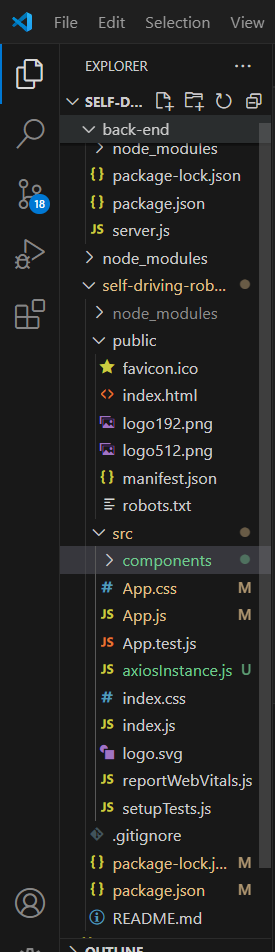 File Edit Selection View
EXPLORER ...
SELF-D...
back-end
node_modules
{} package-lock.json
{} package.json
JS server.js
node_modules
self-driving-rob...
node_modules
public
favicon.ico
<> index.html
logo192.png
logo512.png
{} manifest.json
robots.txt
src
components
# App.css M
JS App.js M
JS App.test.js
JS axiosInstance.js U
# index.css
JS index.js
logo.svg
JS reportWebVitals.js
JS setupTests.js
.gitignore
{} package-lock.j... M
{} package.json M
README.md
OUTLINE
18